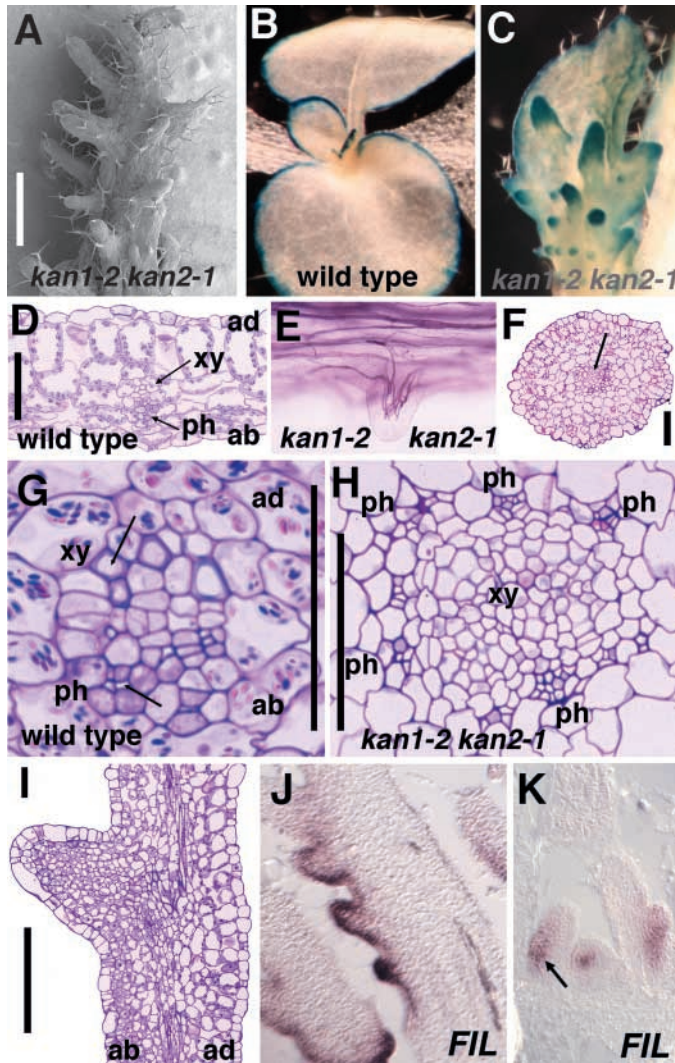 A
kan1-2 kan2-1
B
wild type
C
kan1-2 kan2-1
D
ad
xy
ph
wild type
ab
E
kan1-2 kan2-1
F
G
ad
xy
ph
ab
wild type
H
ph
ph
ph
xy
ph
ph
kan1-2 kan2-1
I
ab
ad
J
FIL
K
FIL